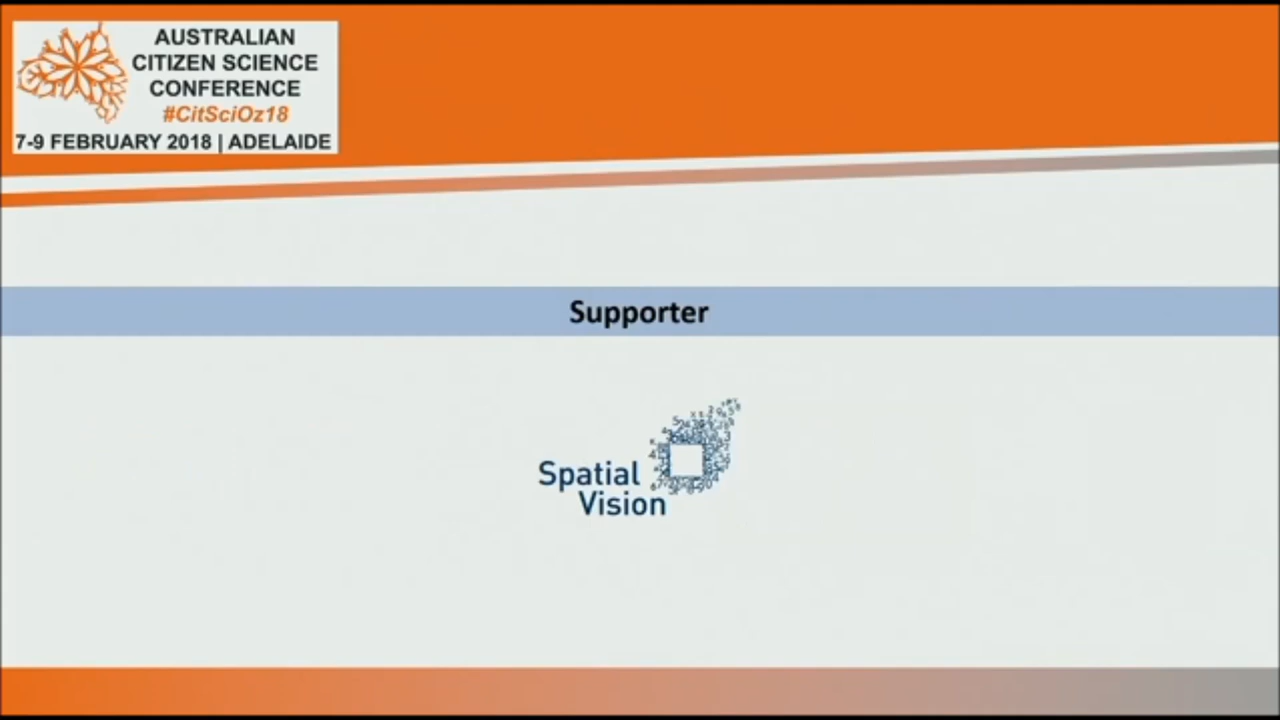 AUSTRALIAN
CITIZEN SCIENCE
CONFERENCE
#CitSciOz18
7-9 FEBRUARY 2018 | ADELAIDE
Supporter
Spatial
Vision